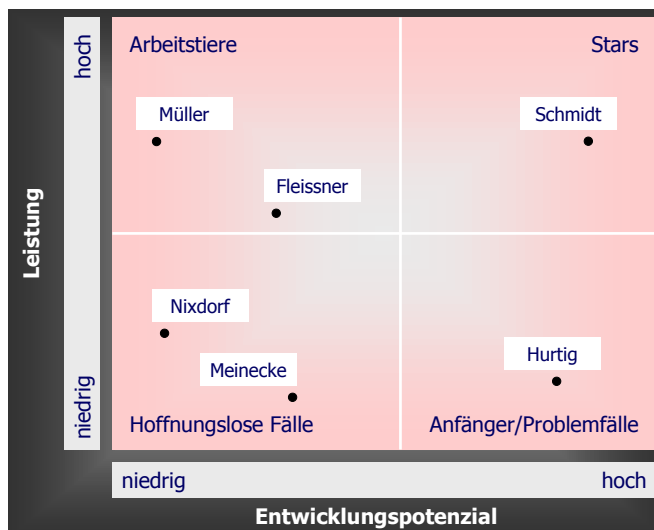 Arbeitstiere
Stars
hoch
Müller
Schmidt
Fleissner
Leistung
Nixdorf
Hurtig
Meinecke
niedrig
Hoffnungslose Fälle
Anfänger/Problemfälle
niedrig
hoch
Entwicklungspotenzial